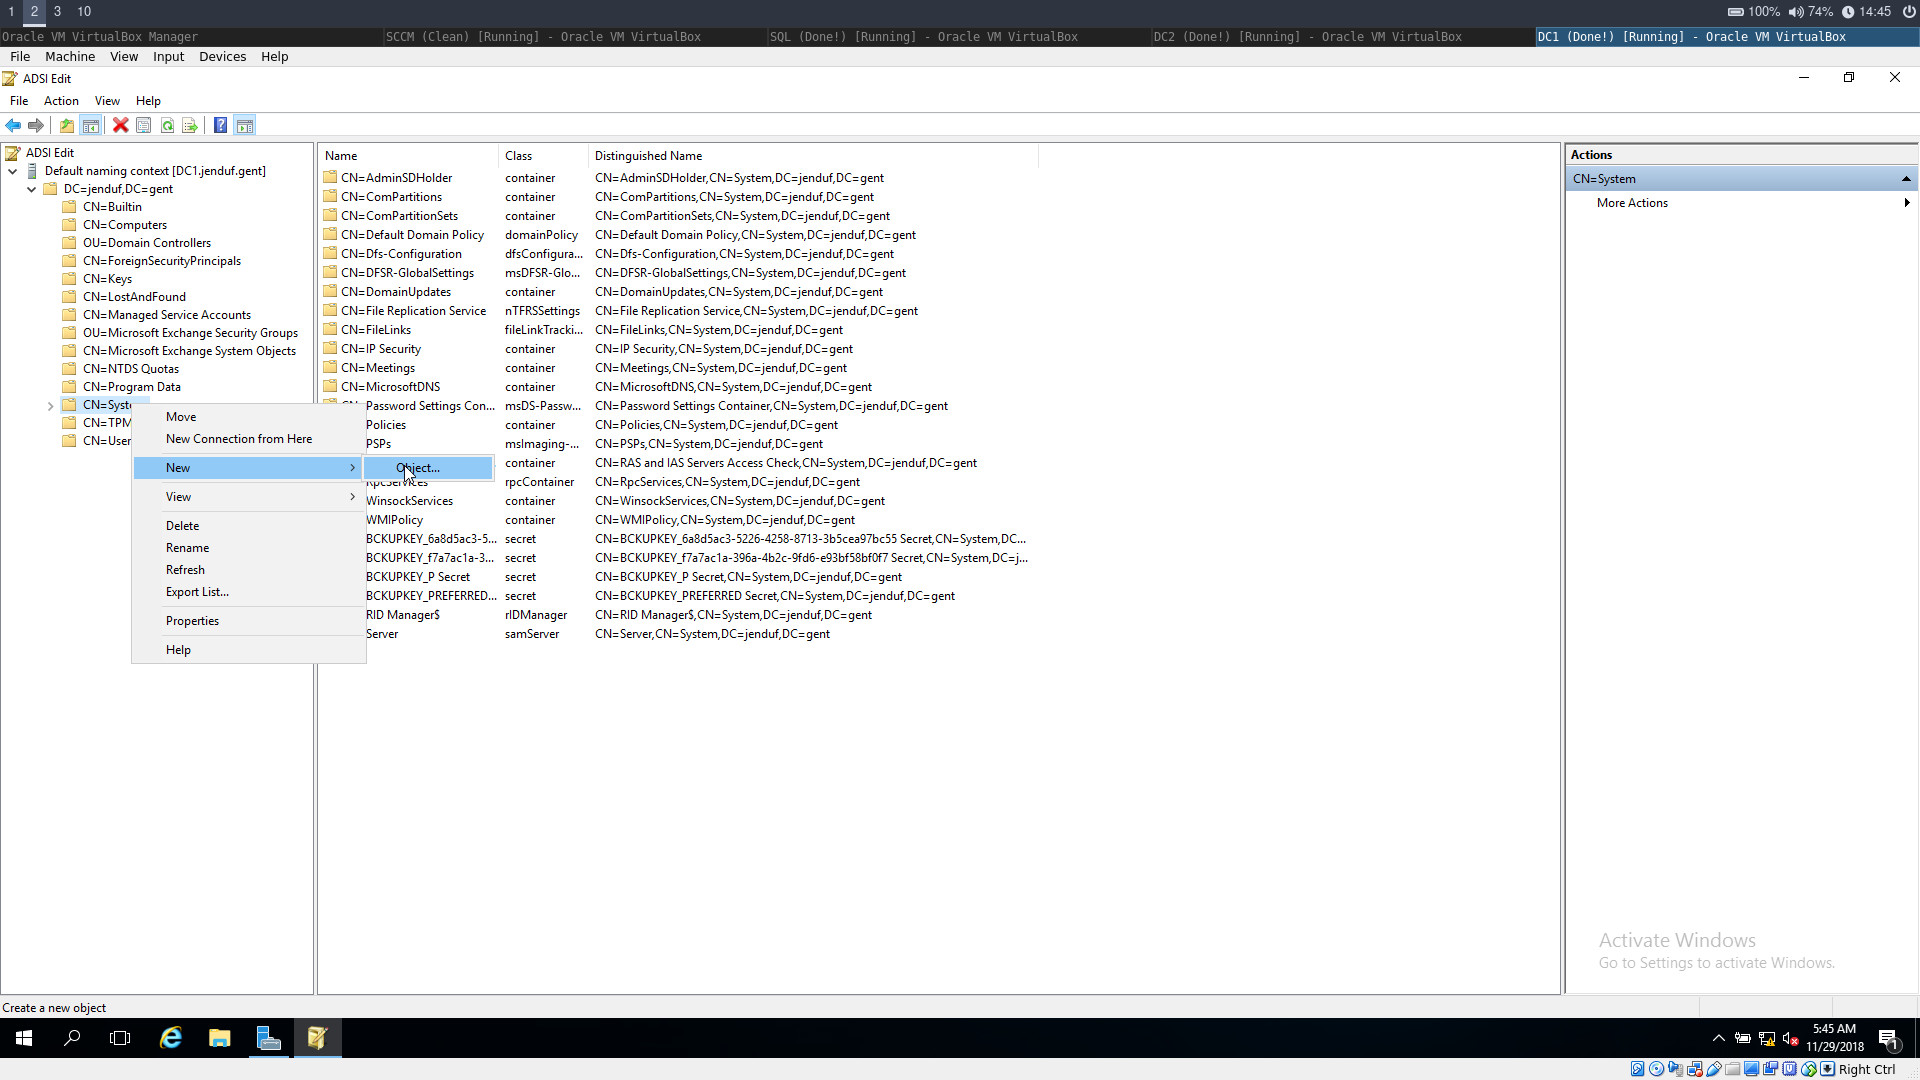 1 2 3 10
100% 74% 14:45
Oracle VM VirtualBox Manager
SCCM (Clean) [Running] - Oracle VM VirtualBox
SQL (Done!) [Running] - Oracle VM VirtualBox
DC2 (Done!) [Running] - Oracle VM VirtualBox
DC1 (Done!) [Running] - Oracle VM VirtualBox
File Machine View Input Devices Help
ADSI Edit
File Action View Help
ADSI Edit
Default naming context [DC1.jenduf.gent]
DC=jenduf,DC=gent
CN=Builtin
CN=Computers
OU=Domain Controllers
CN=ForeignSecurityPrincipals
CN=Keys
CN=LostAndFound
CN=Managed Service Accounts
OU=Microsoft Exchange Security Groups
CN=Microsoft Exchange System Objects
CN=NTDS Quotas
CN=Program Data
CN=Syst
CN=TPM
CN=User
Move
New Connection from Here
New
Object...
View
Delete
Rename
Refresh
Export List...
Properties
Help
Name Class Distinguished Name
CN=AdminSDHolder container CN=AdminSDHolder,CN=System,DC=jenduf,DC=gent
CN=ComPartitions container CN=ComPartitions,CN=System,DC=jenduf,DC=gent
CN=ComPartitionSets container CN=ComPartitionSets,CN=System,DC=jenduf,DC=gent
CN=Default Domain Policy domainPolicy CN=Default Domain Policy,CN=System,DC=jenduf,DC=gent
CN=Dfs-Configuration dfsConfigura... CN=Dfs-Configuration,CN=System,DC=jenduf,DC=gent
CN=DFSR-GlobalSettings msDFSR-Glo... CN=DFSR-GlobalSettings,CN=System,DC=jenduf,DC=gent
CN=DomainUpdates container CN=DomainUpdates,CN=System,DC=jenduf,DC=gent
CN=File Replication Service nTFRSSettings CN=File Replication Service,CN=System,DC=jenduf,DC=gent
CN=FileLinks fileLinkTracki... CN=FileLinks,CN=System,DC=jenduf,DC=gent
CN=IP Security container CN=IP Security,CN=System,DC=jenduf,DC=gent
CN=Meetings container CN=Meetings,CN=System,DC=jenduf,DC=gent
CN=MicrosoftDNS container CN=MicrosoftDNS,CN=System,DC=jenduf,DC=gent
Password Settings Con... msDS-Passw... CN=Password Settings Container,CN=System,DC=jenduf,DC=gent
Policies container CN=Policies,CN=System,DC=jenduf,DC=gent
PSPs msImaging-... CN=PSPs,CN=System,DC=jenduf,DC=gent
container CN=RAS and IAS Servers Access Check,CN=System,DC=jenduf,DC=gent
RpcServices rpcContainer CN=RpcServices,CN=System,DC=jenduf,DC=gent
WinsockServices container CN=WinsockServices,CN=System,DC=jenduf,DC=gent
WMIPolicy container CN=WMIPolicy,CN=System,DC=jenduf,DC=gent
BCKUPKEY_6a8d5ac3-5... secret CN=BCKUPKEY_6a8d5ac3-5226-4258-8713-3b5cea97bc55 Secret,CN=System,DC...
BCKUPKEY_f7a7ac1a-3... secret CN=BCKUPKEY_f7a7ac1a-396a-4b2c-9fd6-e93bf58bf0f7 Secret,CN=System,DC=j...
BCKUPKEY_P Secret secret CN=BCKUPKEY_P Secret,CN=System,DC=jenduf,DC=gent
BCKUPKEY_PREFERRED... secret CN=BCKUPKEY_PREFERRED Secret,CN=System,DC=jenduf,DC=gent
RID Manager$ rIDManager CN=RID Manager$,CN=System,DC=jenduf,DC=gent
Server samServer CN=Server,CN=System,DC=jenduf,DC=gent
Actions
CN=System
More Actions
Activate Windows
Go to Settings to activate Windows.
Create a new object
5:45 AM
11/29/2018
1
Right Ctrl